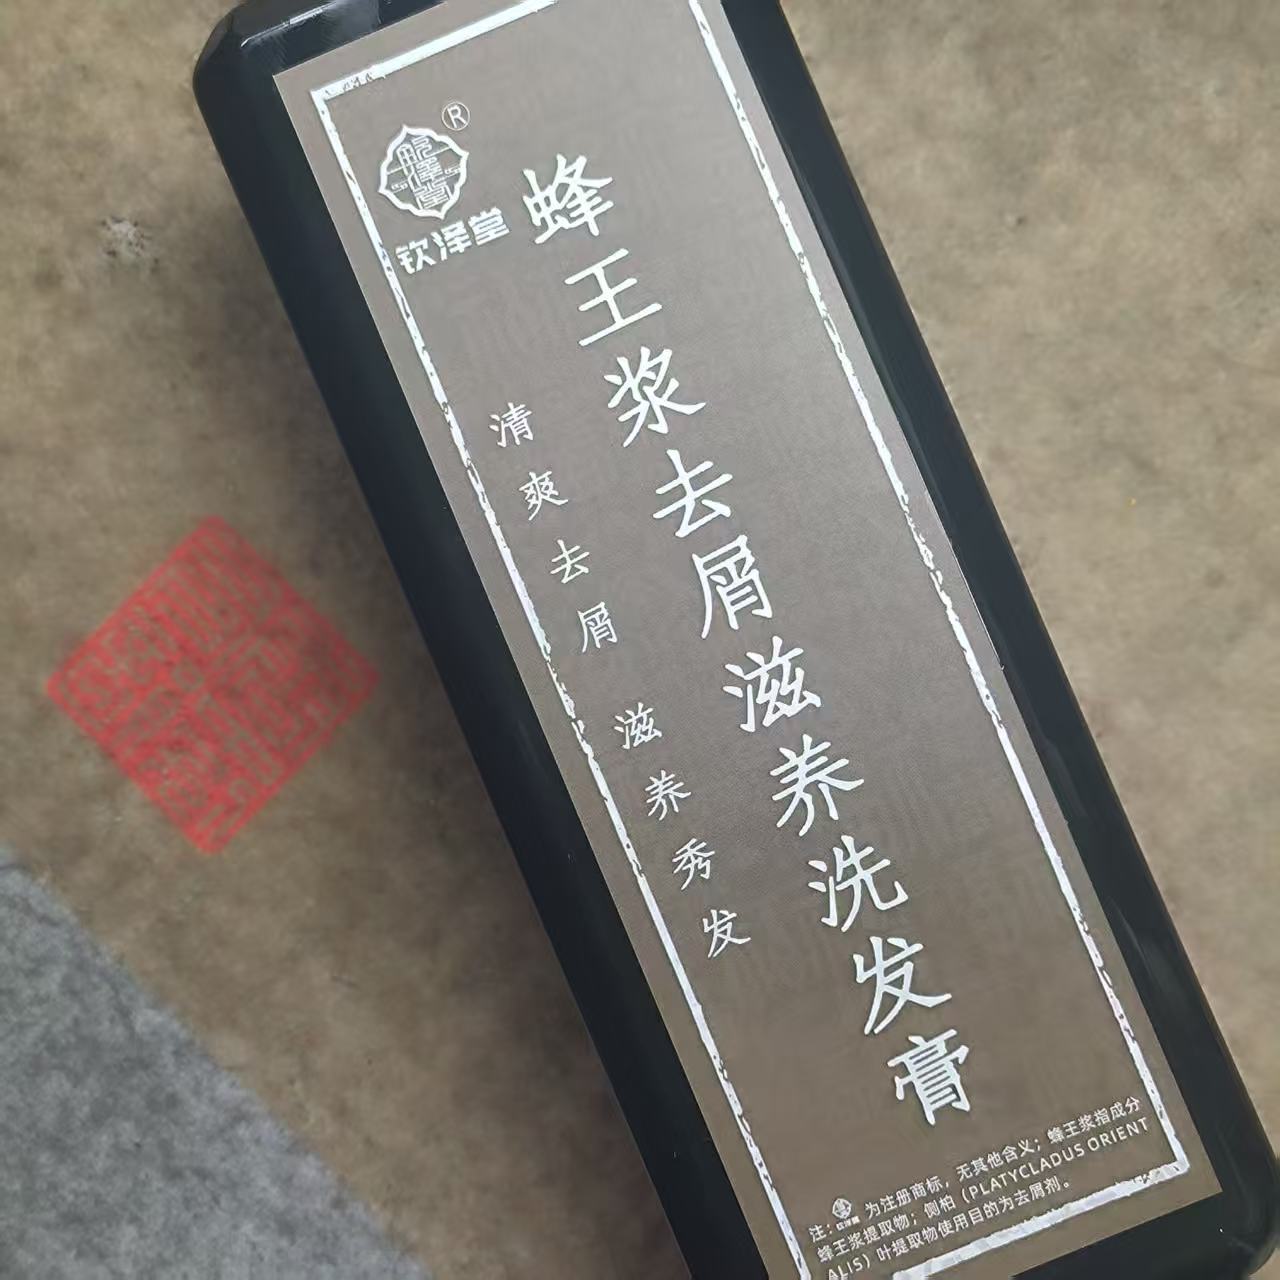 ®
钦泽堂
蜂王浆去屑滋养洗发膏
清爽去屑 滋养秀发
注：钦泽堂 为注册商标，无其他含义；蜂王浆指成分
蜂王浆提取物；侧柏（PLATYCLADUS ORIENT
ALIS）叶提取物使用目的为去屑剂。